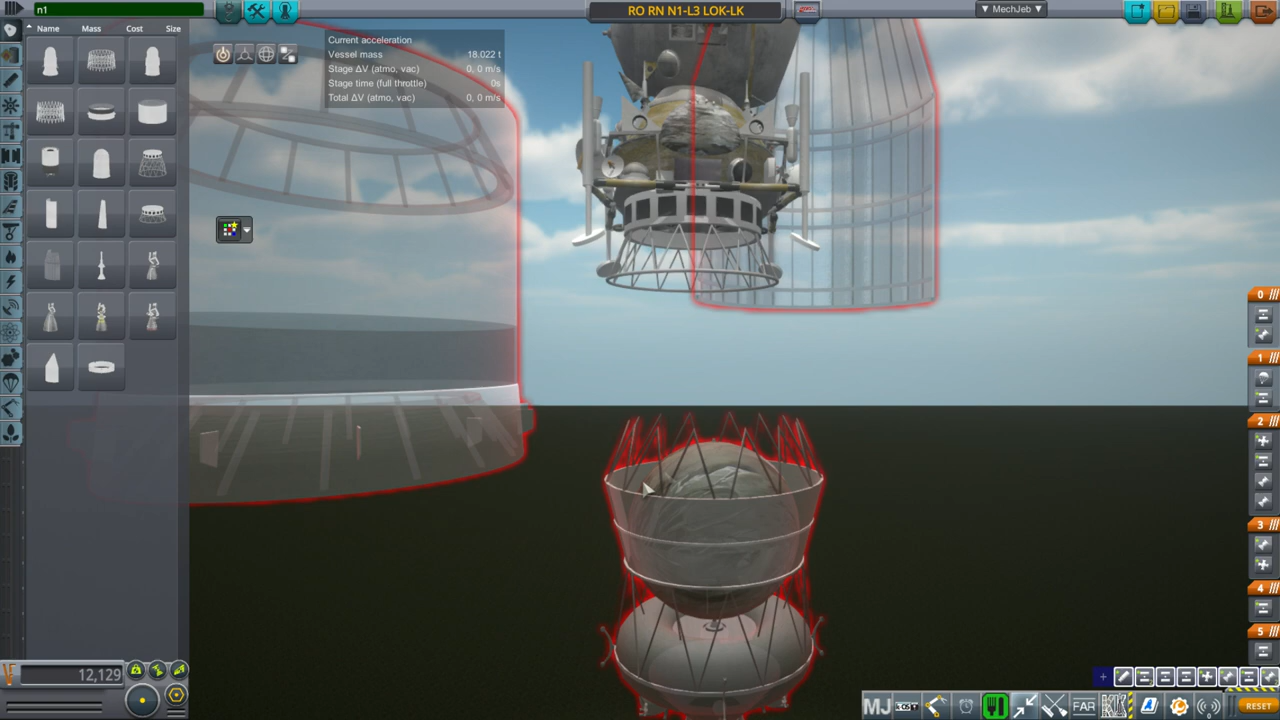 n1
RO RN N1-L3 LOK-LK
▼ MechJeb ▼
Name Mass Cost Size
Current acceleration
Vessel mass 18.022 t
Stage ΔV (atmo, vac) 0, 0 m/s
Stage time (full throttle) 0s
Total ΔV (atmo, vac) 0, 0 m/s
0
1
2
3
4
5
12,129
MJ
FAR
KK
RESET